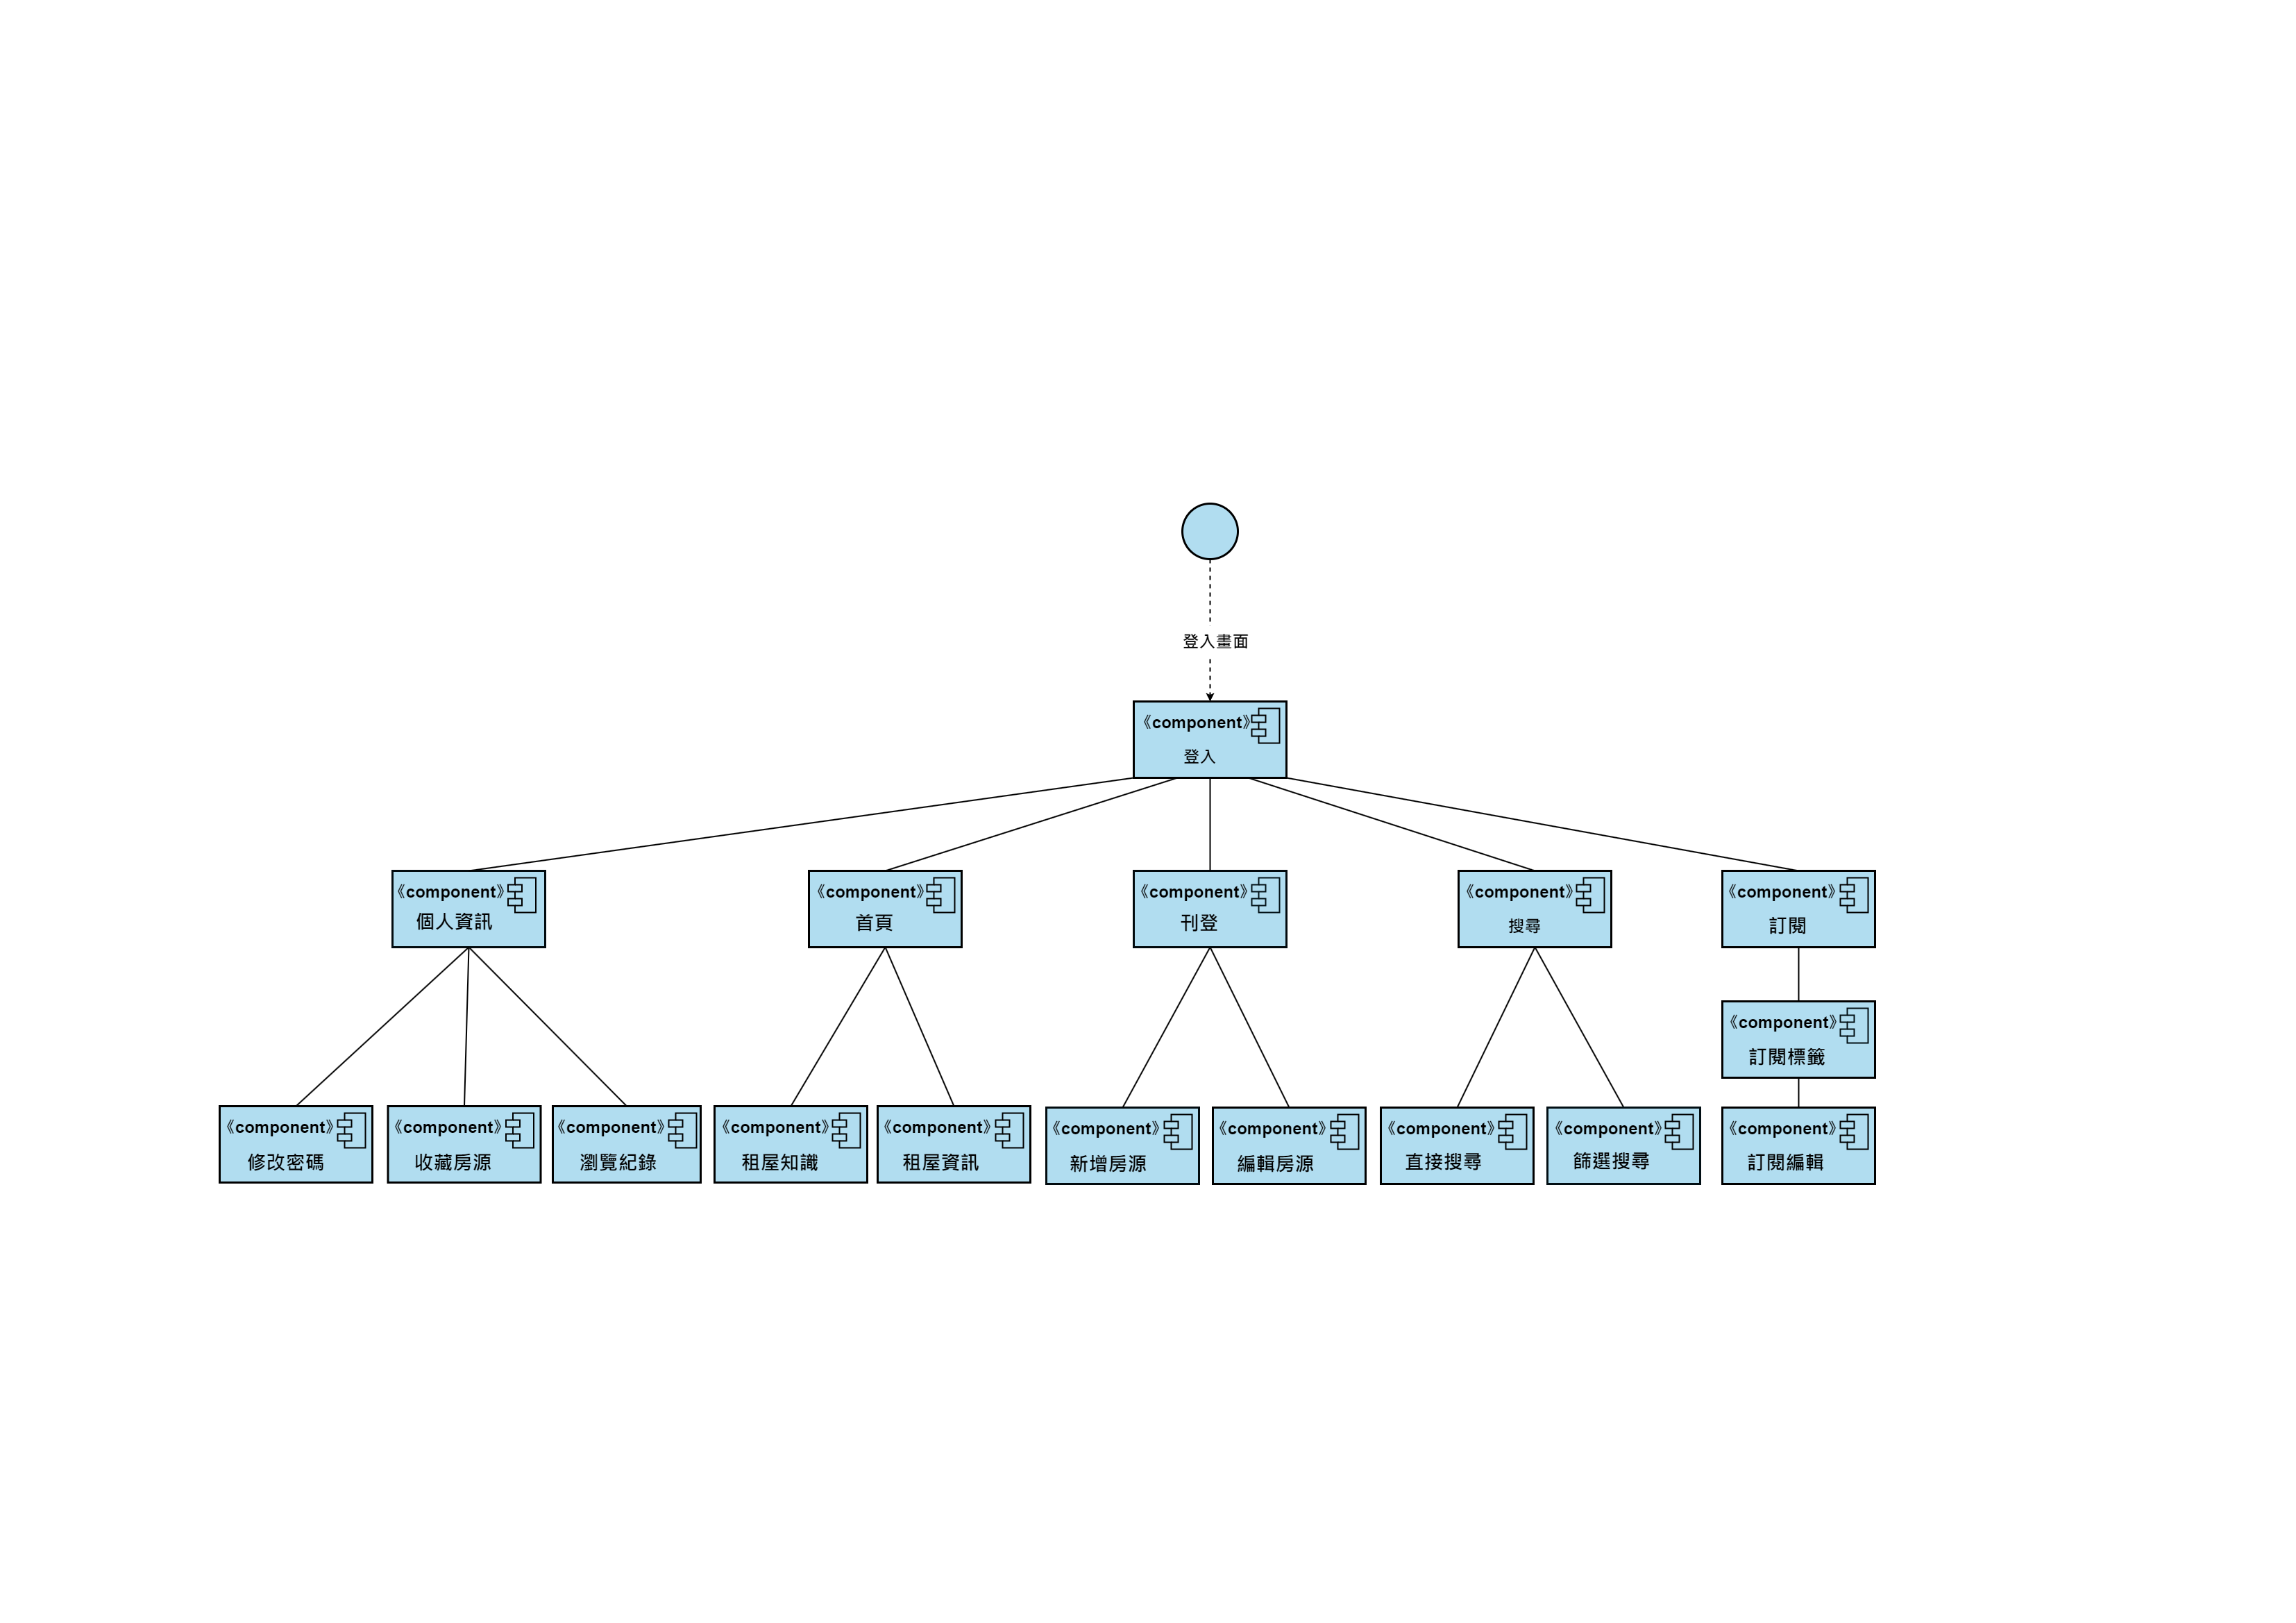 登入畫面
《component》
登入
《component》
個人資訊
《component》
首頁
《component》
刊登
《component》
搜尋
《component》
訂閱
《component》
訂閱標籤
《component》
修改密碼
《component》
收藏房源
《component》
瀏覽紀錄
《component》
租屋知識
《component》
租屋資訊
《component》
新增房源
《component》
編輯房源
《component》
直接搜尋
《component》
篩選搜尋
《component》
訂閱編輯